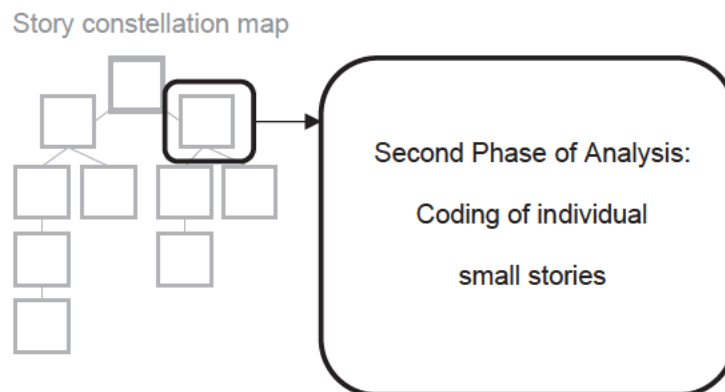 Story constellation map
Second Phase of Analysis:
Coding of individual
small stories